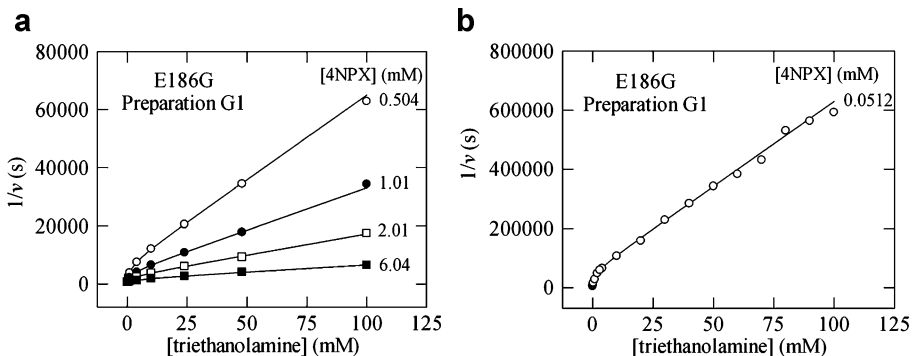 a
80000
60000
40000
20000
0
1/v (s)
E186G
Preparation G1
[4NPX] (mM)
0.504
1.01
2.01
6.04
0 25 50 75 100 125
[triethanolamine] (mM)
b
800000
600000
400000
200000
0
1/v (s)
E186G
Preparation G1
[4NPX] (mM)
0.0512
0 25 50 75 100 125
[triethanolamine] (mM)